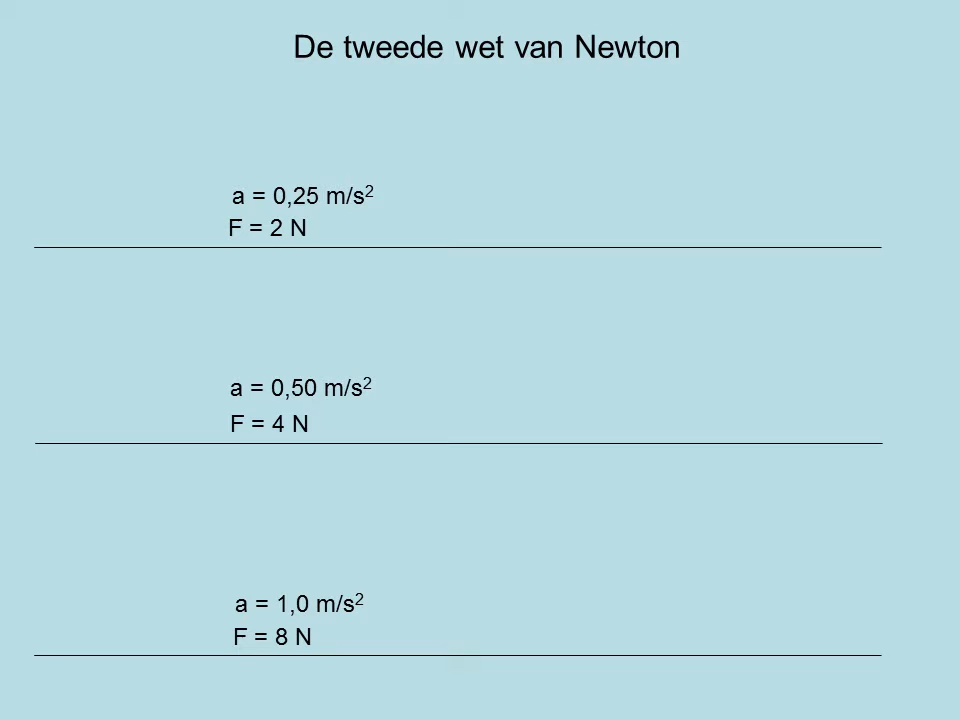 De tweede wet van Newton
a = 0,25 m/s²
F = 2 N
a = 0,50 m/s²
F = 4 N
a = 1,0 m/s²
F = 8 N